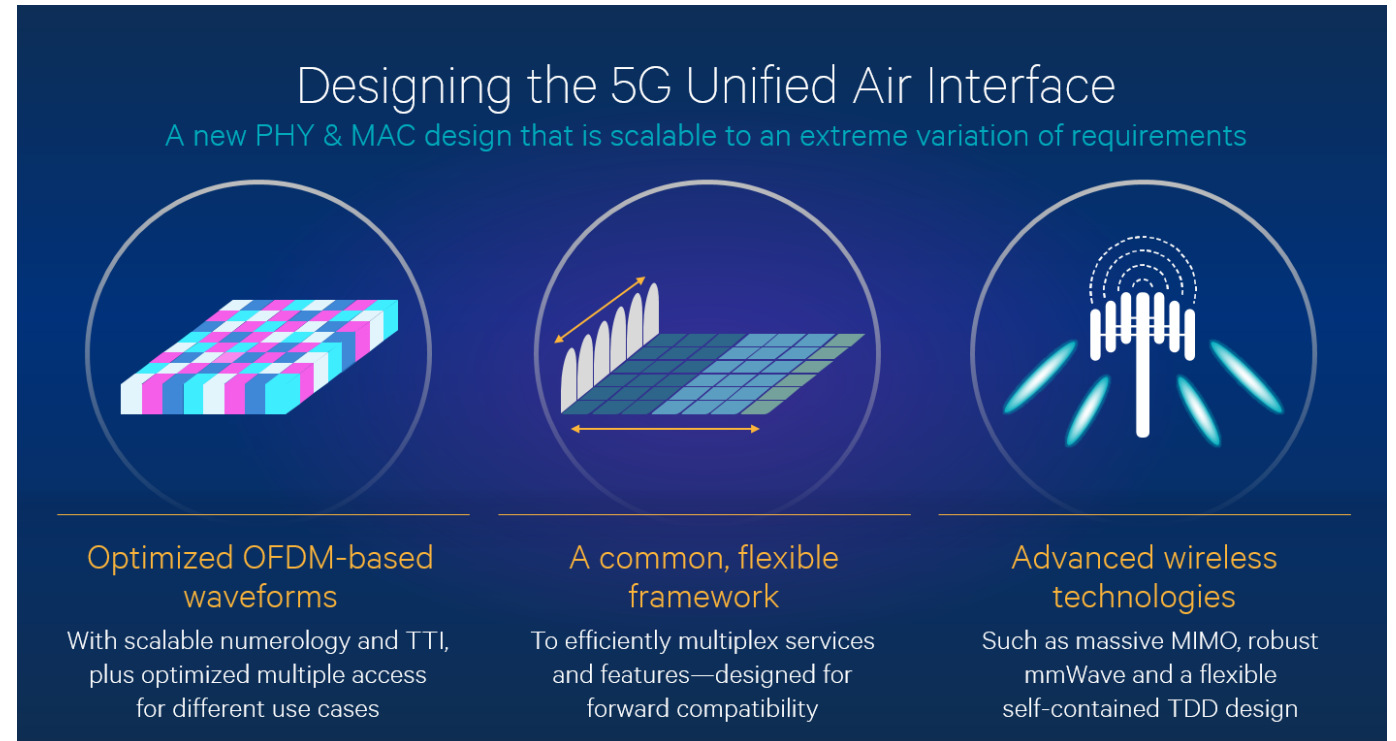 Designing the 5G Unified Air Interface
A new PHY & MAC design that is scalable to an extreme variation of requirements
Optimized OFDM-based
waveforms
With scalable numerology and TTI,
plus optimized multiple access
for different use cases
A common, flexible
framework
To efficiently multiplex services
and features—designed for
forward compatibility
Advanced wireless
technologies
Such as massive MIMO, robust
mmWave and a flexible
self-contained TDD design